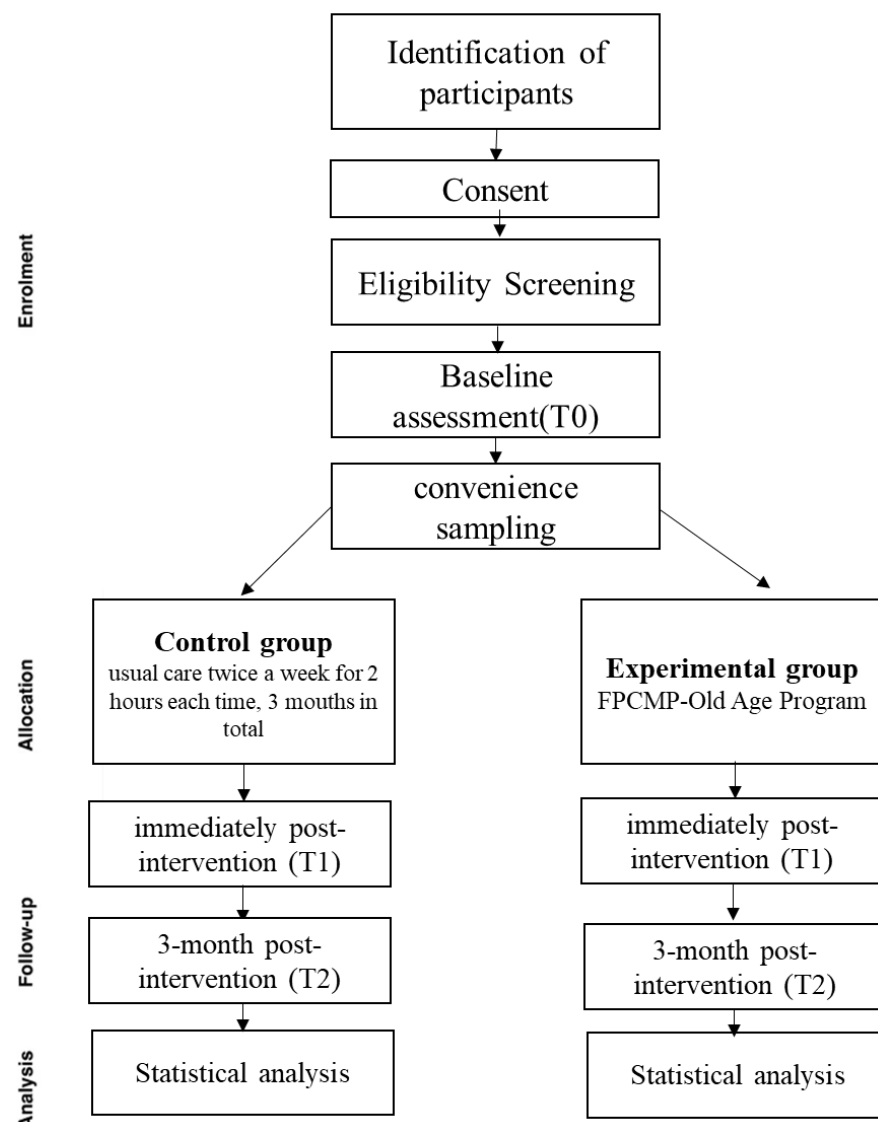 Identification of
participants
Consent
Enrolment
Eligibility Screening
Baseline
assessment(T0)
convenience
sampling
Allocation
Control group
usual care twice a week for 2
hours each time, 3 mouths in
total
Experimental group
FPCMP-Old Age Program
immediately post-
intervention (T1)
immediately post-
intervention (T1)
Follow-up
3-month post-
intervention (T2)
3-month post-
intervention (T2)
Analysis
Statistical analysis
Statistical analysis